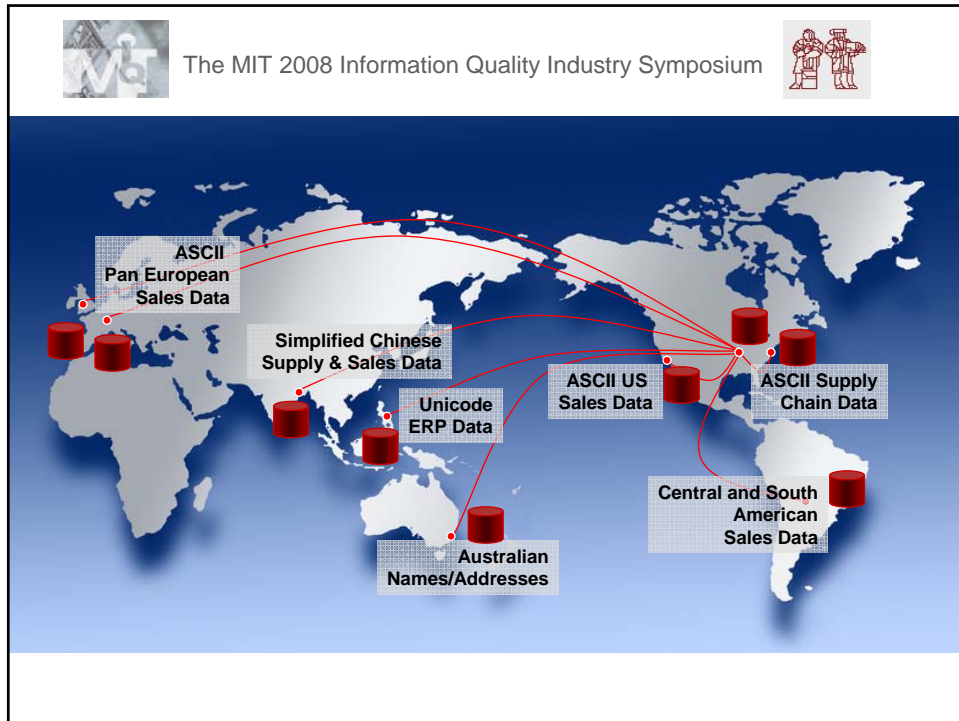 MIT
The MIT 2008 Information Quality Industry Symposium
ASCII
Pan European
Sales Data
Simplified Chinese
Supply & Sales Data
Unicode
ERP Data
ASCII US
Sales Data
ASCII Supply
Chain Data
Central and South
American
Sales Data
Australian
Names/Addresses